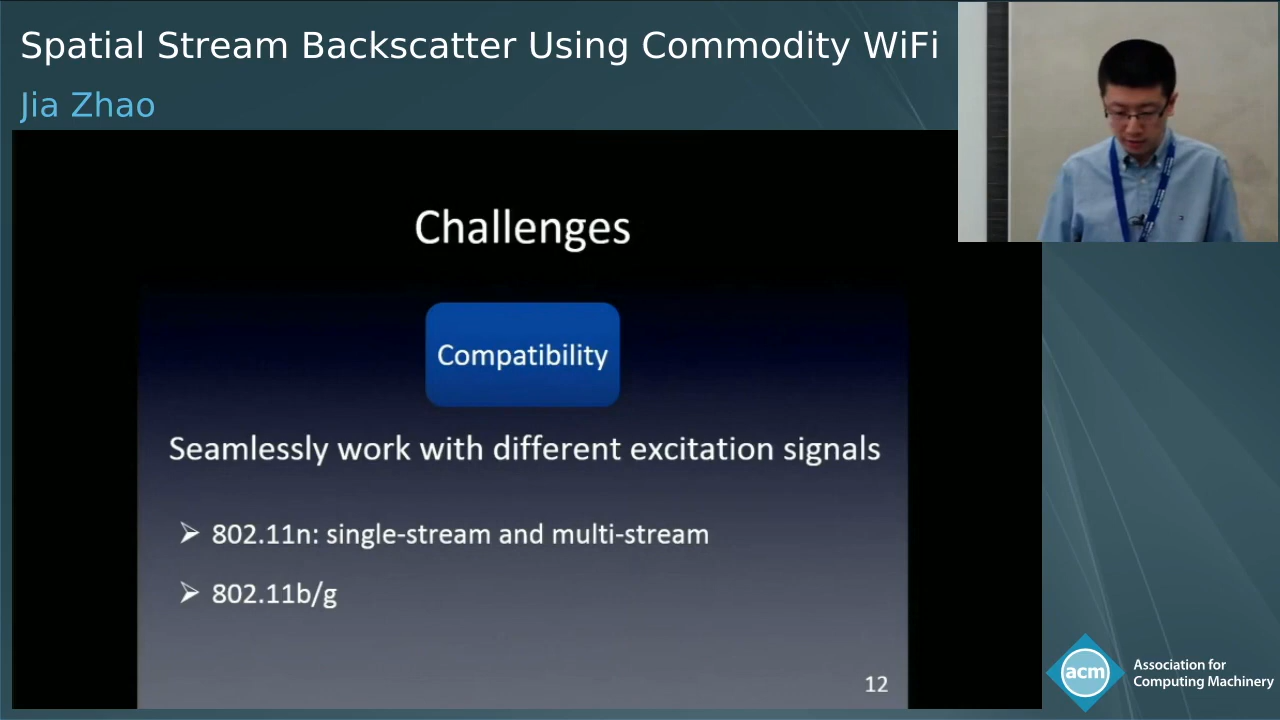 Spatial Stream Backscatter Using Commodity WiFi
Jia Zhao
Challenges
Compatibility
Seamlessly work with different excitation signals
➢ 802.11n: single-stream and multi-stream
➢ 802.11b/g
12
acm
Association for
Computing Machinery